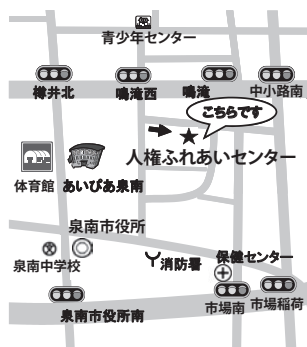 青少年センター
樽井北
鳴滝西
鳴滝
中小路南
こちらです
人権ふれあいセンター
体育館
あいぴあ泉南
泉南市役所
泉南中学校
消防署
保健センター
泉南市役所南
市場南
市場稲荷